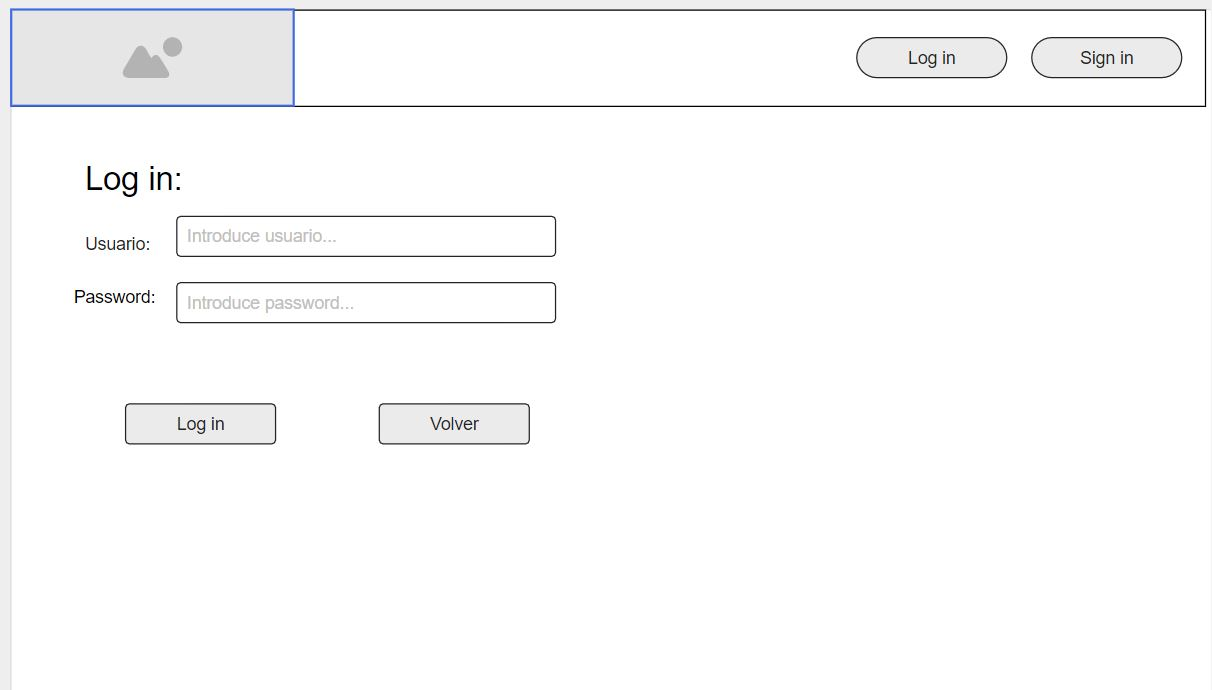 Log in
Sign in
Log in:
Usuario:
Introduce usuario...
Password:
Introduce password...
Log in
Volver